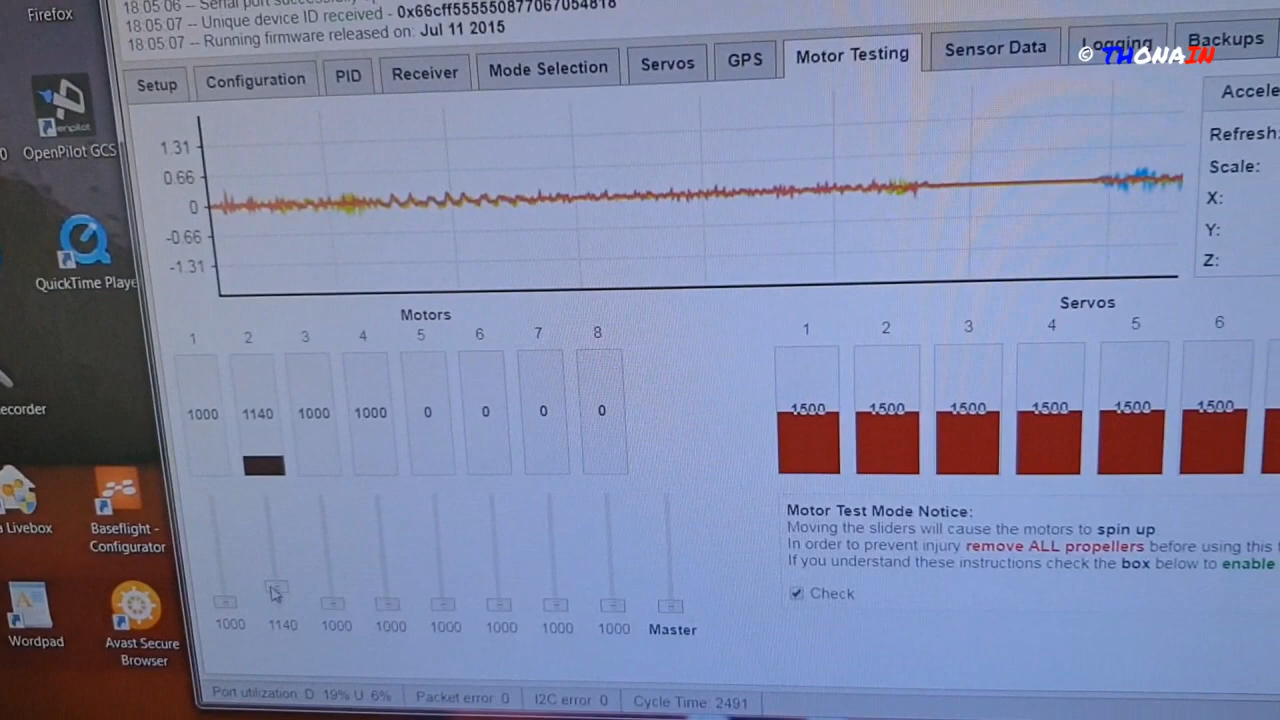 Firefox
18:05:07 -- Unique device ID received - 0x66cff555550877067054818
18:05:07 -- Running firmware released on: Jul 11 2015
Setup Configuration PID Receiver Mode Selection Servos GPS Motor Testing Sensor Data Logging Backups
© THONAIN
OpenPilot GCS
QuickTime Playe
ecorder
Livebox
Baseflight -
Configurator
Wordpad
Avast Secure
Browser
1.31
0.66
0
-0.66
-1.31
Accele
Refresh:
Scale:
X:
Y:
Z:
Motors
1 2 3 4 5 6 7 8
1000 1140 1000 1000 0 0 0 0
1000 1140 1000 1000 1000 1000 1000 1000 Master
Servos
1 2 3 4 5 6
1500 1500 1500 1500 1500 1500
Motor Test Mode Notice:
Moving the sliders will cause the motors to spin up
In order to prevent injury remove ALL propellers before using this
If you understand these instructions check the box below to enable
Check
Port utilization: D: 19% U: 6% Packet error: 0 I2C error: 0 Cycle Time: 2491